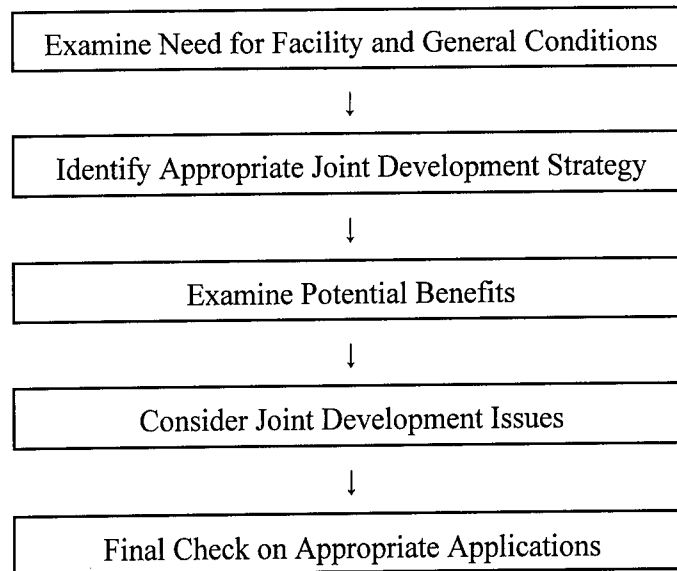 Examine Need for Facility and General Conditions
↓
Identify Appropriate Joint Development Strategy
↓
Examine Potential Benefits
↓
Consider Joint Development Issues
↓
Final Check on Appropriate Applications